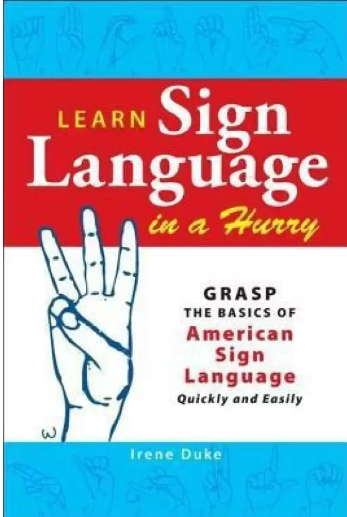 LEARN Sign
Language
in a Hurry
GRASP
THE BASICS OF
American
Sign
Language
Quickly and Easily
Irene Duke